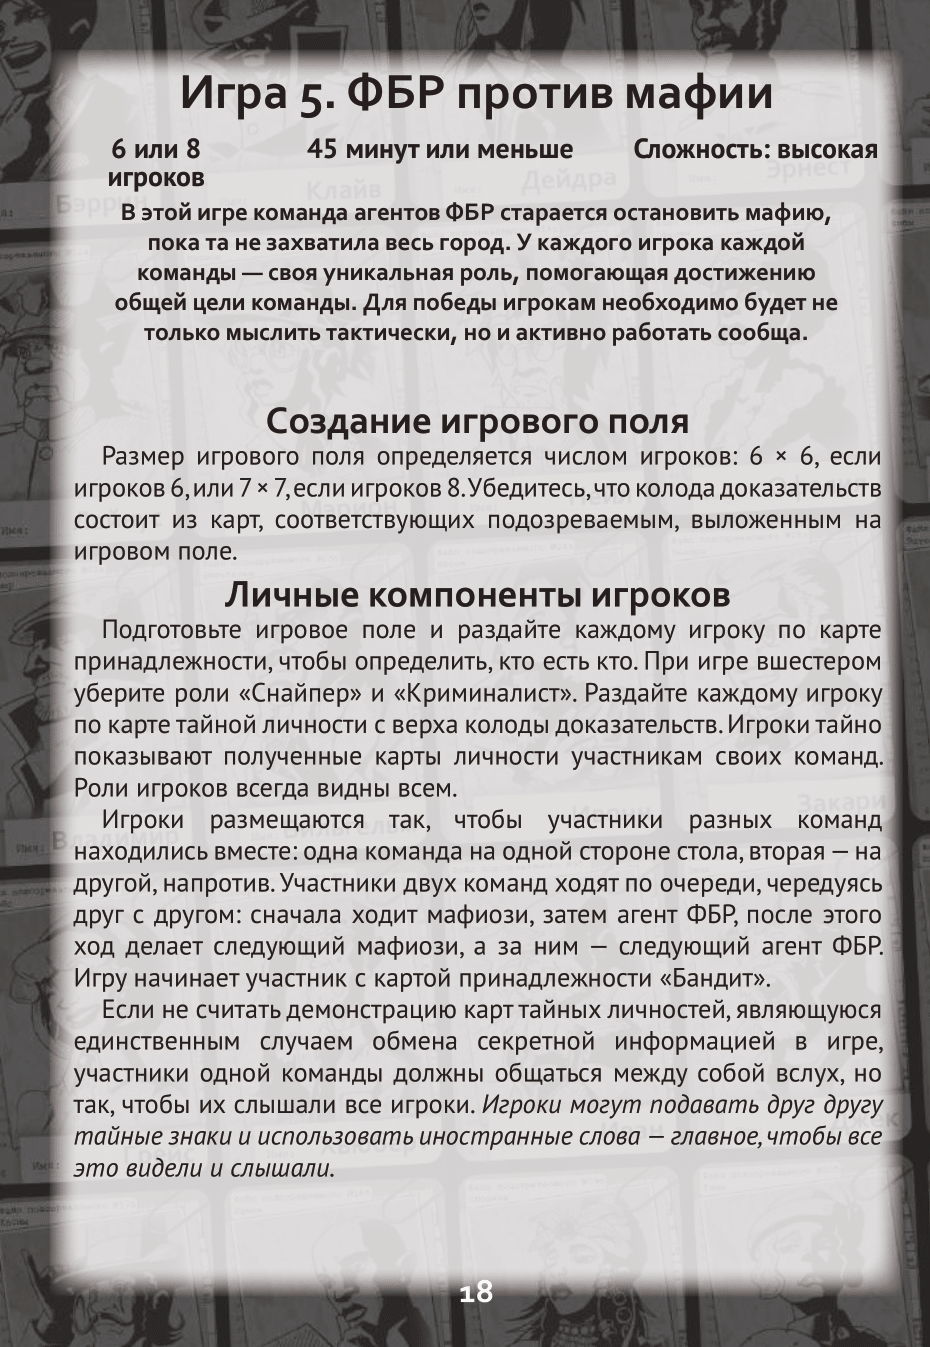 Игра 5. ФБР против мафии
6 или 8 игроков
45 минут или меньше
Сложность: высокая
В этой игре команда агентов ФБР старается остановить мафию,
пока та не захватила весь город. У каждого игрока каждой
команды — своя уникальная роль, помогающая достижению
общей цели команды. Для победы игрокам необходимо будет не
только мыслить тактически, но и активно работать сообща.
Создание игрового поля
Размер игрового поля определяется числом игроков: 6 × 6, если
игроков 6, или 7 × 7, если игроков 8. Убедитесь, что колода доказательств
состоит из карт, соответствующих подозреваемым, выложенным на
игровом поле.
Личные компоненты игроков
Подготовьте игровое поле и раздайте каждому игроку по карте
принадлежности, чтобы определить, кто есть кто. При игре вшестером
уберите роли «Снайпер» и «Криминалист». Раздайте каждому игроку
по карте тайной личности с верха колоды доказательств. Игроки тайно
показывают полученные карты личности участникам своих команд.
Роли игроков всегда видны всем.
Игроки размещаются так, чтобы участники разных команд
находились вместе: одна команда на одной стороне стола, вторая — на
другой, напротив. Участники двух команд ходят по очереди, чередуясь
друг с другом: сначала ходит мафиози, затем агент ФБР, после этого
ход делает следующий мафиози, а за ним — следующий агент ФБР.
Игру начинает участник с картой принадлежности «Бандит».
Если не считать демонстрацию карт тайных личностей, являющуюся
единственным случаем обмена секретной информацией в игре,
участники одной команды должны общаться между собой вслух, но
так, чтобы их слышали все игроки. Игроки могут подавать друг другу
тайные знаки и использовать иностранные слова — главное, чтобы все
это видели и слышали.
18
Клайв
Дейдра
Эрнест
Бэррин
Марион
Владимир
Закари
Грейс
Иван
Джек